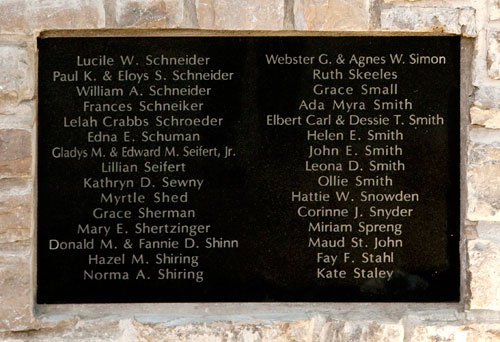 Lucile W. Schneider
Paul K. & Eloys S. Schneider
William A. Schneider
Frances Schneiker
Lelah Crabbs Schroeder
Edna E. Schuman
Gladys M. & Edward M. Seifert, Jr.
Lillian Seifert
Kathryn D. Sewny
Myrtle Shed
Grace Sherman
Mary E. Shertzinger
Donald M. & Fannie D. Shinn
Hazel M. Shiring
Norma A. Shiring
Webster G. & Agnes W. Simon
Ruth Skeeles
Grace Small
Ada Myra Smith
Elbert Carl & Dessie T. Smith
Helen E. Smith
John E. Smith
Leona D. Smith
Ollie Smith
Hattie W. Snowden
Corinne J. Snyder
Miriam Spreng
Maud St. John
Fay F. Stahl
Kate Staley